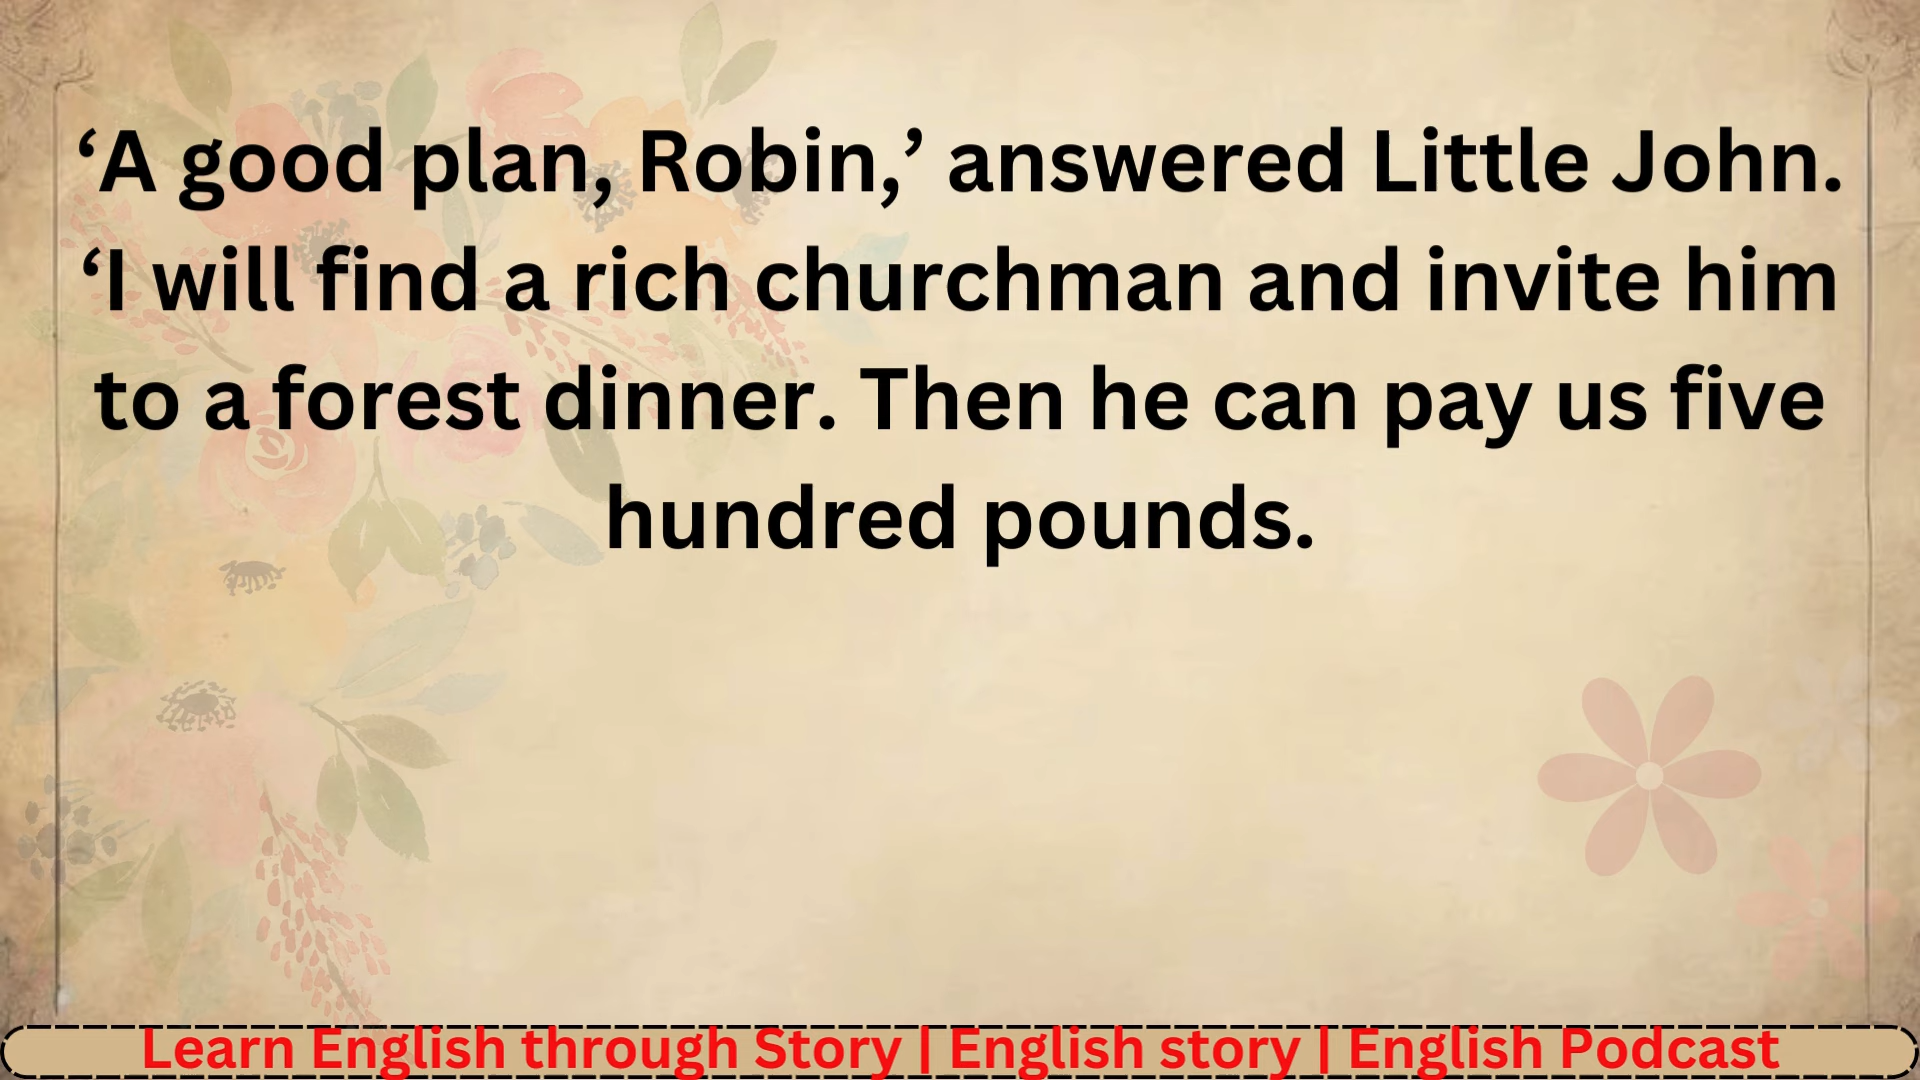 ‘A good plan, Robin,’ answered Little John.
‘I will find a rich churchman and invite him
to a forest dinner. Then he can pay us five
hundred pounds.
Learn English through Story | English story | English Podcast